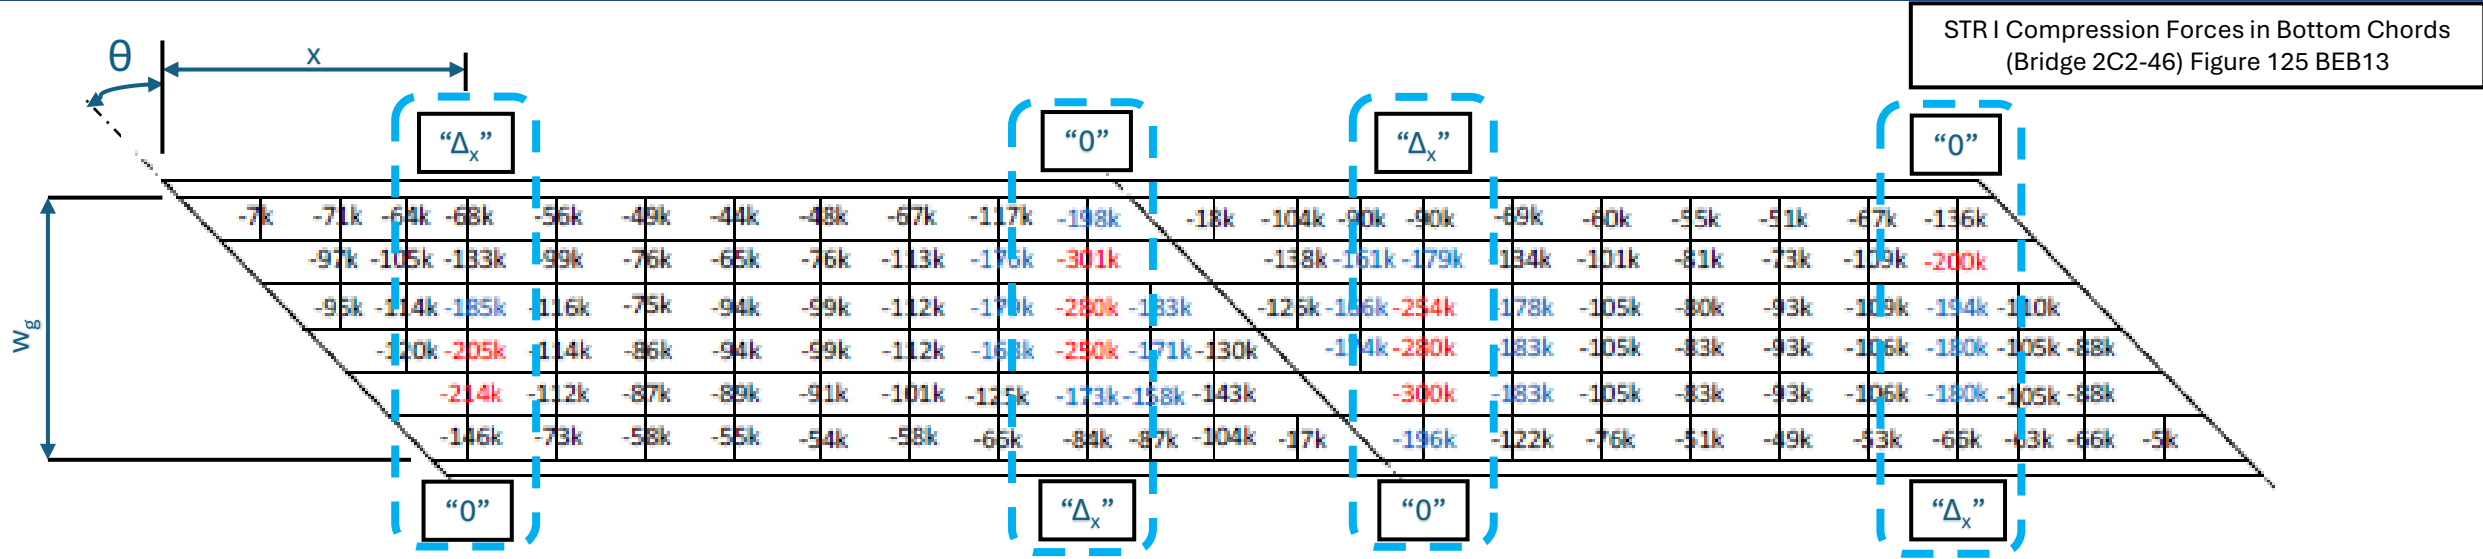 STR I Compression Forces in Bottom Chords
(Bridge 2C2-46) Figure 125 BEB13
θ
x
“Δx” “0” “Δx” “0”
-7k -71k -64k -68k -56k -49k -44k -48k -67k -117k -198k -18k -104k -90k -90k -69k -60k -55k -51k -67k -136k
-97k -105k -133k -99k -76k -65k -76k -113k -176k -301k -138k -161k -179k -134k -101k -81k -73k -109k -200k
-95k -114k -185k -116k -75k -94k -99k -112k -280k -183k -254k -178k -105k -80k -93k -109k -194k -110k
wg
-120k -205k -114k -86k -94k -99k -112k -250k -171k -130k -280k -183k -105k -83k -93k -106k -180k -105k -88k
-214k -112k -87k -89k -91k -101k -125k -173k -158k -143k -300k -183k -105k -83k -93k -106k -180k -105k -88k
-146k -73k -58k -55k -54k -58k -84k -87k -104k -17k -196k -122k -76k -51k -49k -53k -66k -63k -66k -5k
“0” “Δx” “0” “Δx”